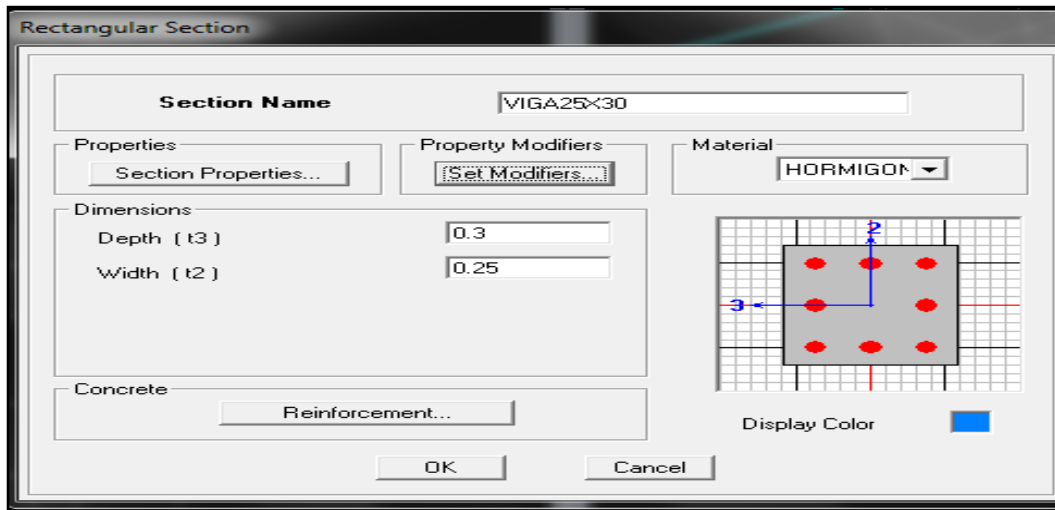 Rectangular Section
Section Name VIGA25X30
Properties Property Modifiers Material
Section Properties... Set Modifiers... HORMIGON
Dimensions
Depth ( t3 ) 0.3
Width ( t2 ) 0.25
2
3
Concrete
Reinforcement...
Display Color
OK Cancel